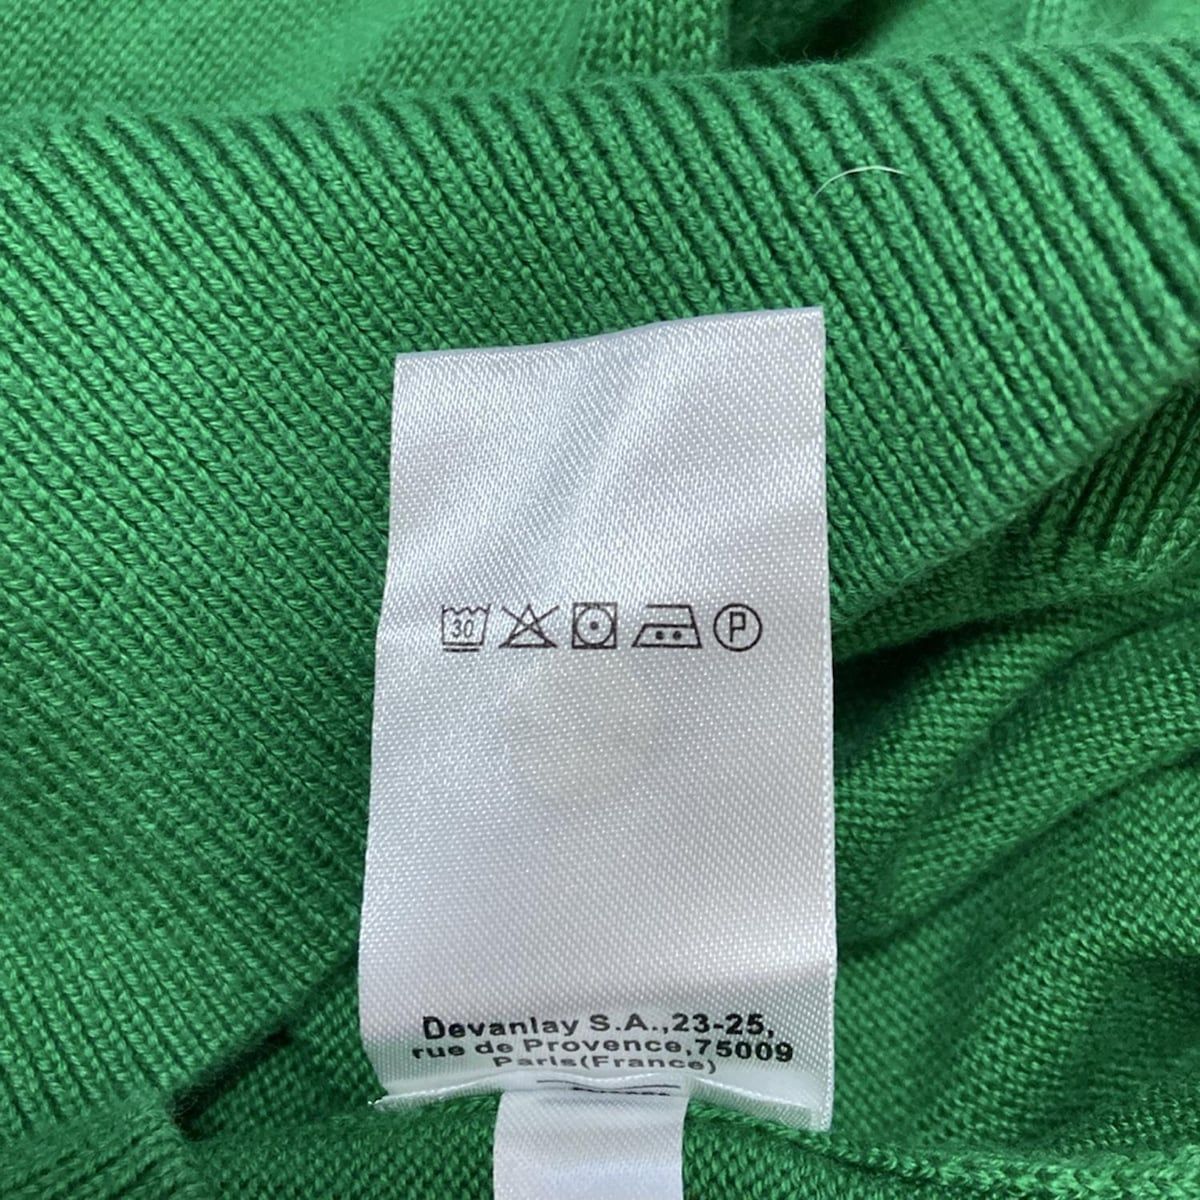 30 P
Devanlay S.A.,23-25,
rue de Provence,75009
Paris(France)